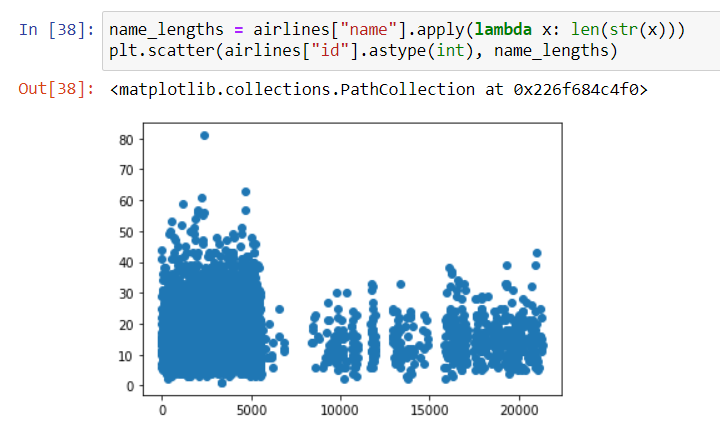 In [38]: name_lengths = airlines["name"].apply(lambda x: len(str(x)))
plt.scatter(airlines["id"].astype(int), name_lengths)
Out[38]: <matplotlib.collections.PathCollection at 0x226f684c4f0>
80
70
60
50
40
30
20
10
0
0 5000 10000 15000 20000